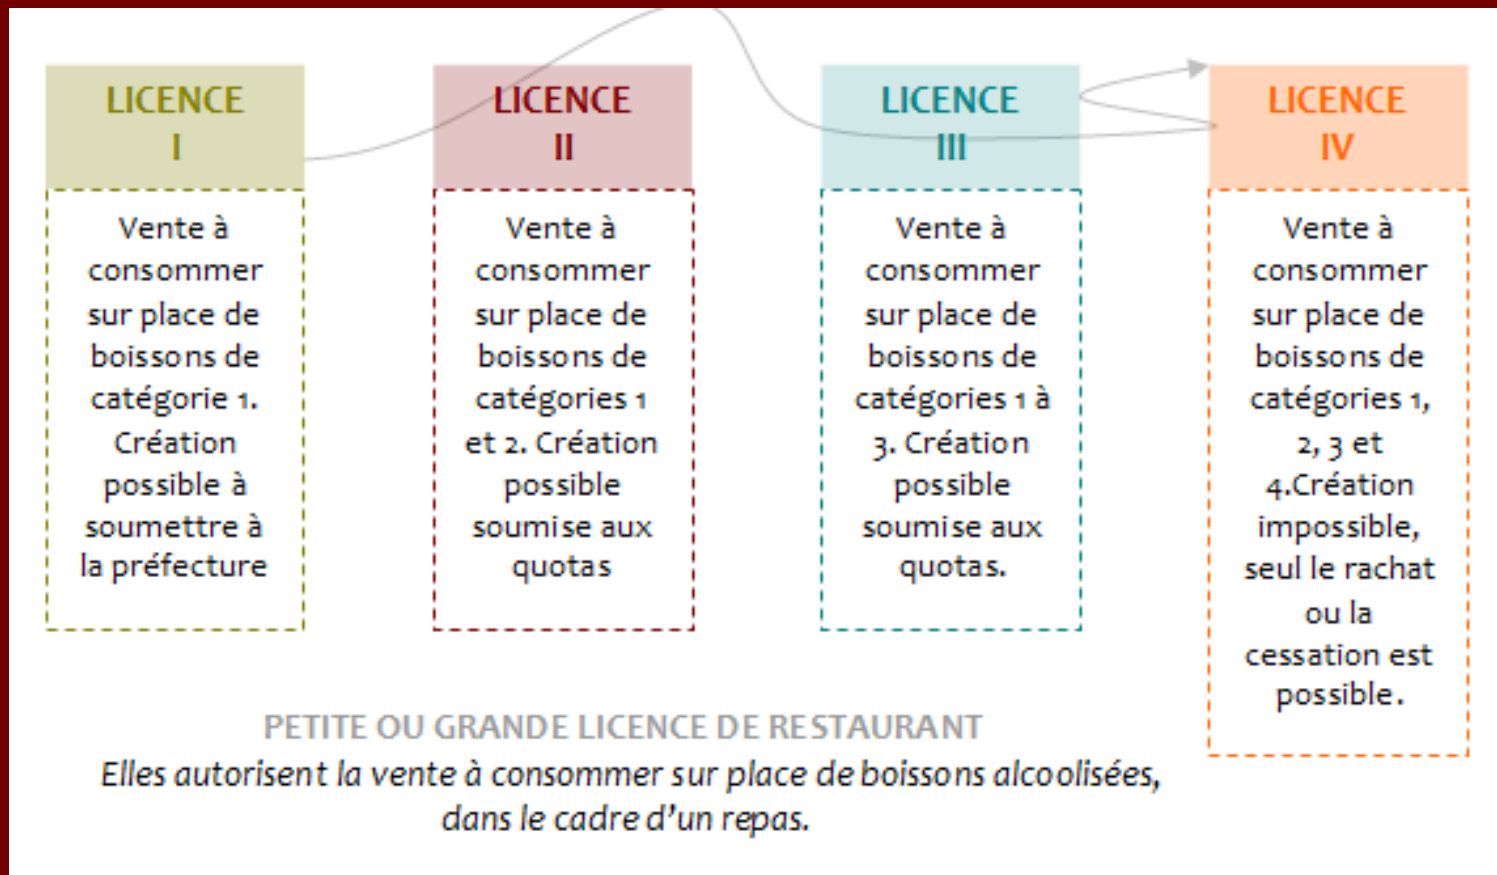 LICENCE
I
Vente à
consommer
sur place de
boissons de
catégorie 1.
Création
possible à
soumettre à
la préfecture
LICENCE
II
Vente à
consommer
sur place de
boissons de
catégories 1
et 2. Création
possible
soumise aux
quotas
LICENCE
III
Vente à
consommer
sur place de
boissons de
catégories 1 à
3. Création
possible
soumise aux
quotas.
LICENCE
IV
Vente à
consommer
sur place de
boissons de
catégories 1,
2, 3 et
4.Création
impossible,
seul le rachat
ou la
cessation est
possible.
PETITE OU GRANDE LICENCE DE RESTAURANT
Elles autorisent la vente à consommer sur place de boissons alcoolisées,
dans le cadre d'un repas.